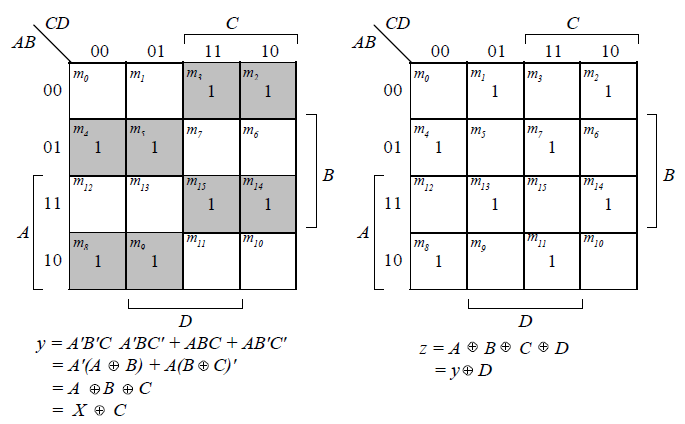 CD C
AB 00 01 11 10
00 m0 m1 m3 1 m2 1
01 m4 1 m5 1 m7 m6
B
11 m12 m13 m15 1 m14 1
A
10 m8 1 m9 1 m11 m10
D
y = A'B'C A'BC' + ABC + AB'C'
= A'(A ⊕ B) + A(B ⊕ C)'
= A ⊕ B ⊕ C
= X ⊕ C
CD C
AB 00 01 11 10
00 m0 m1 1 m3 m2 1
01 m4 1 m5 m7 1 m6
B
11 m12 m13 1 m15 m14 1
A
10 m8 1 m9 m11 1 m10
D
z = A ⊕ B ⊕ C ⊕ D
= y ⊕ D